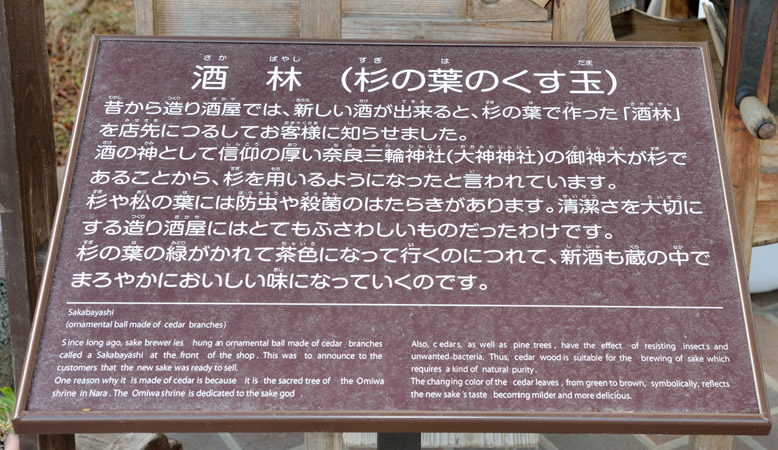 酒林 (杉の葉のくす玉)
昔から造り酒屋では、新しい酒が出来ると、杉の葉で作った「酒林」
を店先につるしてお客様に知らせました。
酒の神として信仰の厚い奈良三輪神社(大神神社)の御神木が杉で
あることから、杉を用いるようになったと言われています。
杉や松の葉には防虫や殺菌のはたらきがあります。清潔さを大切に
する造り酒屋にはとてもふさわしいものだったわけです。
杉の葉の緑がかれて茶色になって行くのにつれて、新酒も蔵の中で
まろやかにおいしい味になっていくのです。
Sakabayashi
(ornamental ball made of cedar branches)
Since long ago, sake breweries hung an ornamental ball made of cedar branches
called a Sakabayashi at the front of the shop. This was to announce to the
customers that the new sake was ready to sell.
One reason why it is made of cedar is because it is the sacred tree of the Omiwa
shrine in Nara. The Omiwa shrine is dedicated to the sake god.
Also, cedars, as well as pine trees, have the effect of resisting insects and
unwanted bacteria. Thus, cedar wood is suitable for the brewing of sake which
requires a kind of natural purity.
The changing color of the cedar leaves, from green to brown, symbolically, reflects
the new sake's taste becoming milder and more delicious.